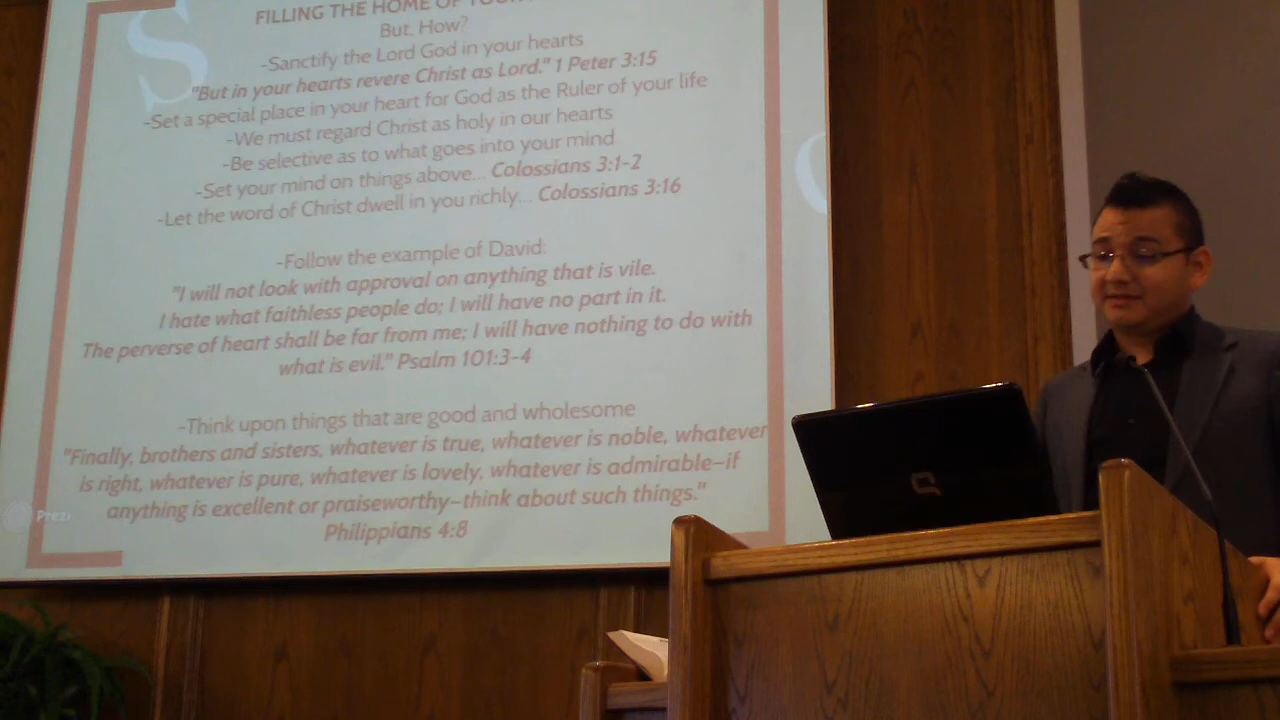 FILLING THE HOME OF YOUR
But. How?
-Sanctify the Lord God in your hearts
"But in your hearts revere Christ as Lord." 1 Peter 3:15
-Set a special place in your heart for God as the Ruler of your life
-We must regard Christ as holy in our hearts
-Be selective as to what goes into your mind
-Set your mind on things above... Colossians 3:1-2
-Let the word of Christ dwell in you richly... Colossians 3:16
-Follow the example of David:
"I will not look with approval on anything that is vile.
I hate what faithless people do; I will have no part in it.
The perverse of heart shall be far from me; I will have nothing to do with
what is evil." Psalm 101:3-4
-Think upon things that are good and wholesome
"Finally, brothers and sisters, whatever is true, whatever is noble, whatever
is right, whatever is pure, whatever is lovely, whatever is admirable–if
anything is excellent or praiseworthy–think about such things."
Philippians 4:8
Prezi
S